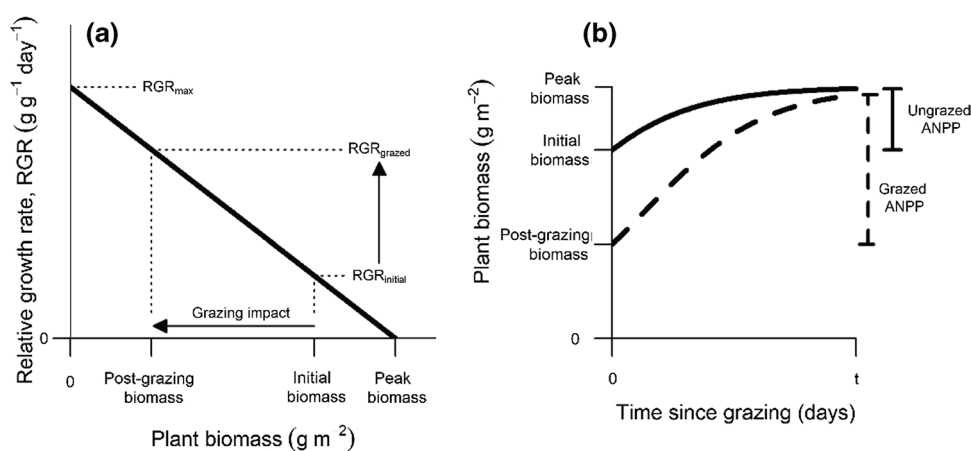 (a)
Relative growth rate, RGR (g g⁻¹ day⁻¹)
RGRmax
RGRgrazed
RGRinitial
Grazing impact
0
0
Post-grazing
biomass
Initial
biomass
Peak
biomass
Plant biomass (g m⁻²)
(b)
Plant biomass (g m⁻²)
Peak
biomass
Initial
biomass
Post-grazing
biomass
0
Ungrazed
ANPP
Grazed
ANPP
0
t
Time since grazing (days)